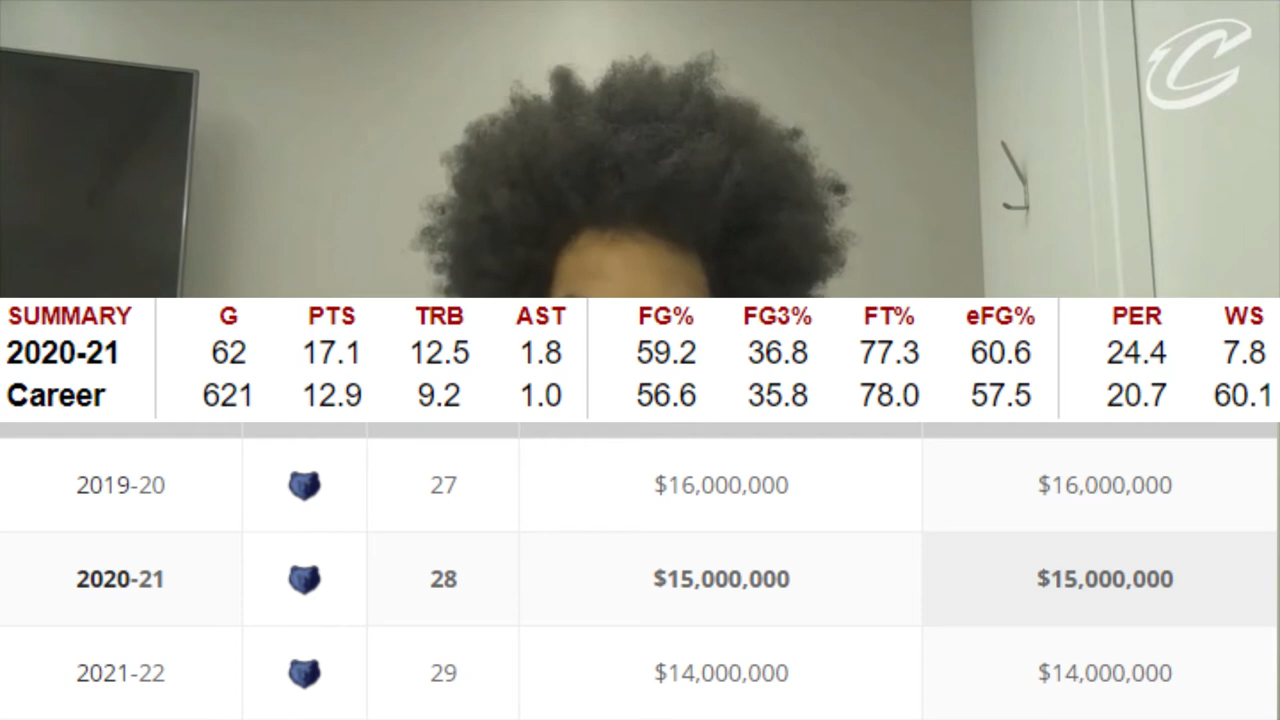 C
SUMMARY G PTS TRB AST FG% FG3% FT% eFG% PER WS
2020-21 62 17.1 12.5 1.8 59.2 36.8 77.3 60.6 24.4 7.8
Career 621 12.9 9.2 1.0 56.6 35.8 78.0 57.5 20.7 60.1
2019-20 27 $16,000,000 $16,000,000
2020-21 28 $15,000,000 $15,000,000
2021-22 29 $14,000,000 $14,000,000